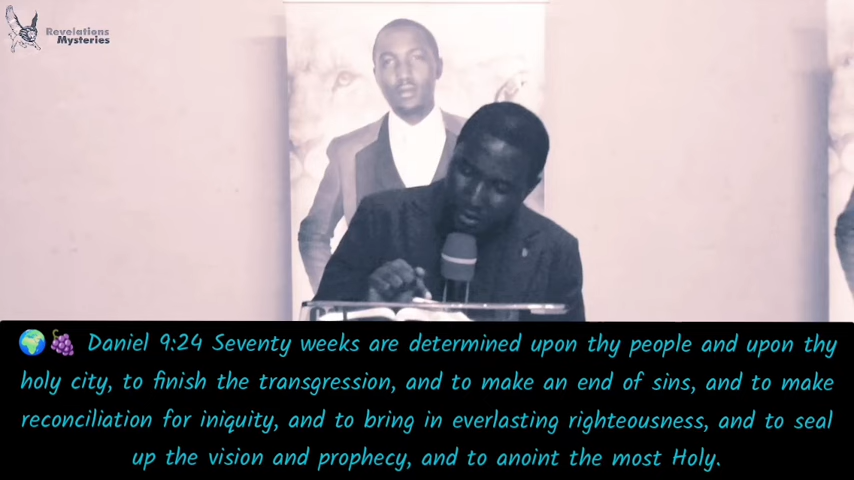 Revelations
Mysteries
🌍🍇 Daniel 9:24 Seventy weeks are determined upon thy people and upon thy
holy city, to finish the transgression, and to make an end of sins, and to make
reconciliation for iniquity, and to bring in everlasting righteousness, and to seal
up the vision and prophecy, and to anoint the most Holy.